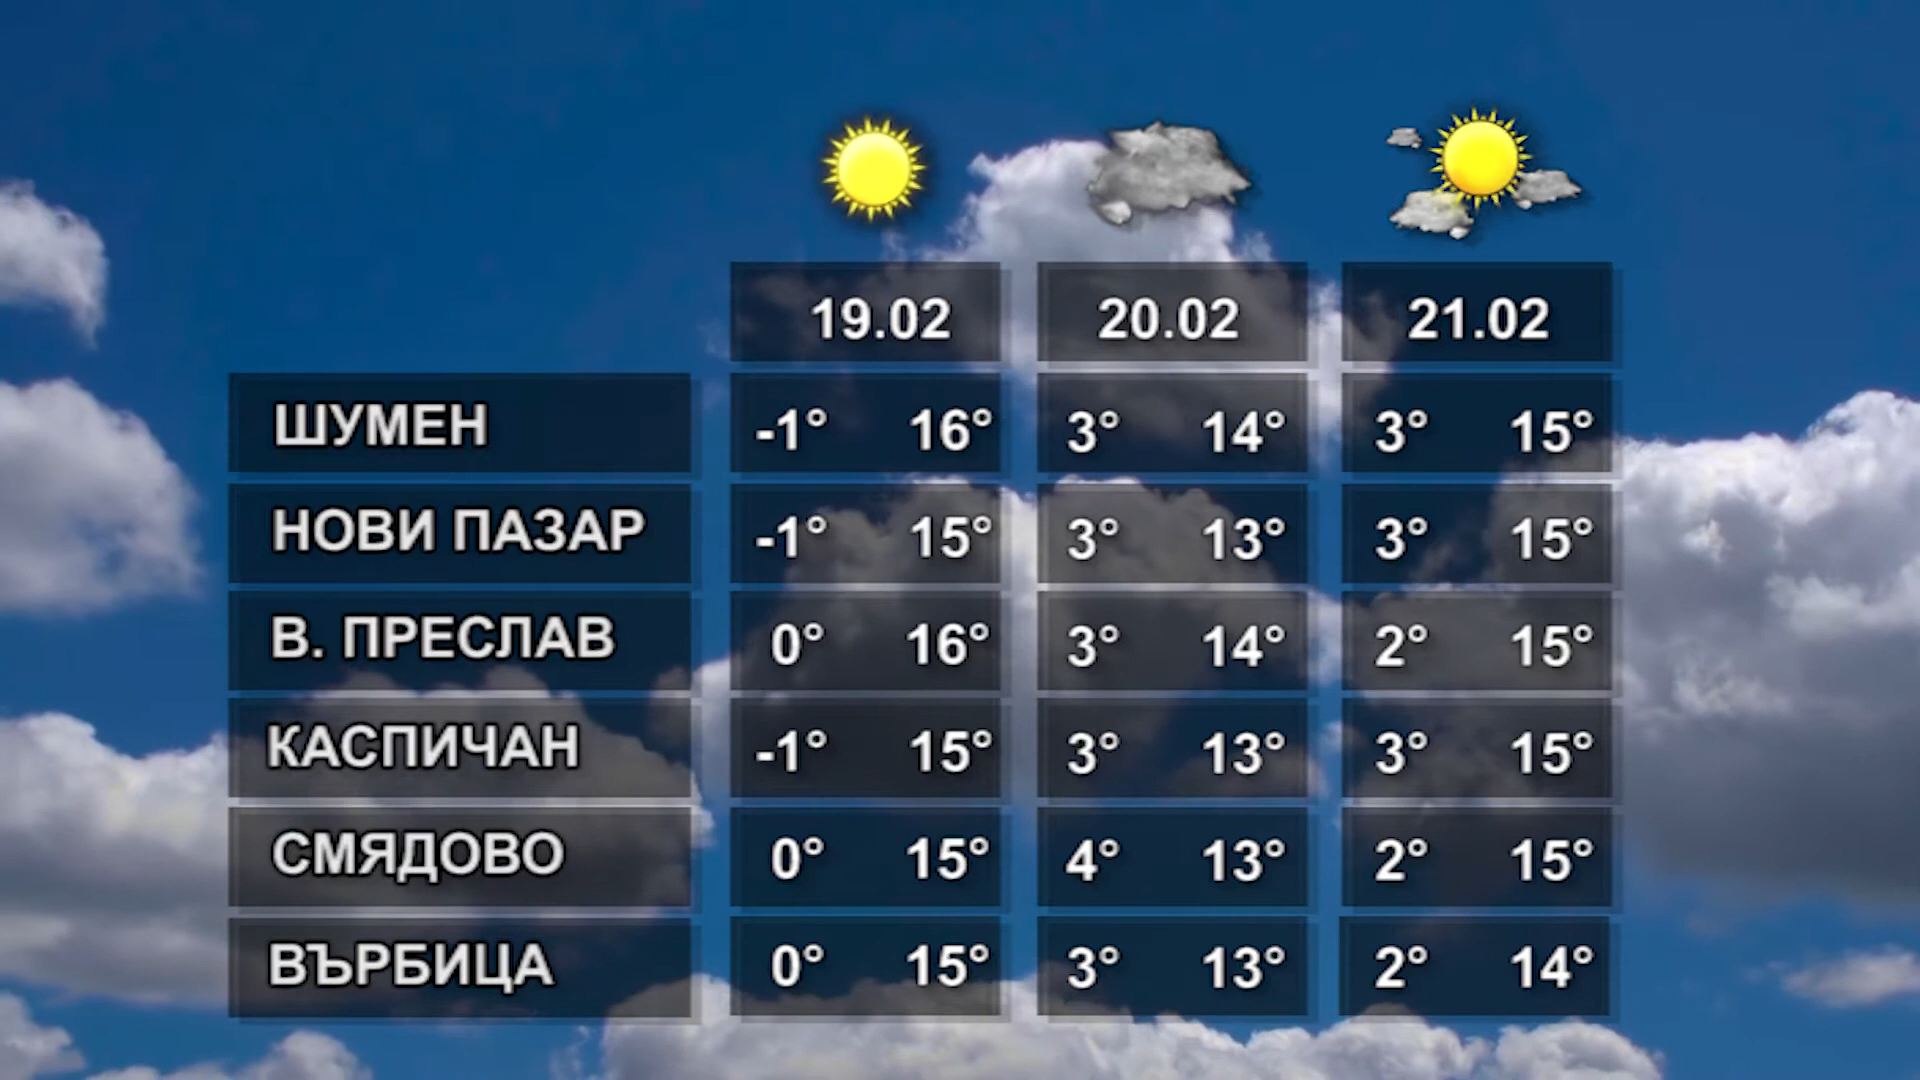 19.02 20.02 21.02
ШУМЕН -1° 16° 3° 14° 3° 15°
НОВИ ПАЗАР -1° 15° 3° 13° 3° 15°
В. ПРЕСЛАВ 0° 16° 3° 14° 2° 15°
КАСПИЧАН -1° 15° 3° 13° 3° 15°
СМЯДОВО 0° 15° 4° 13° 2° 15°
ВЪРБИЦА 0° 15° 3° 13° 2° 14°